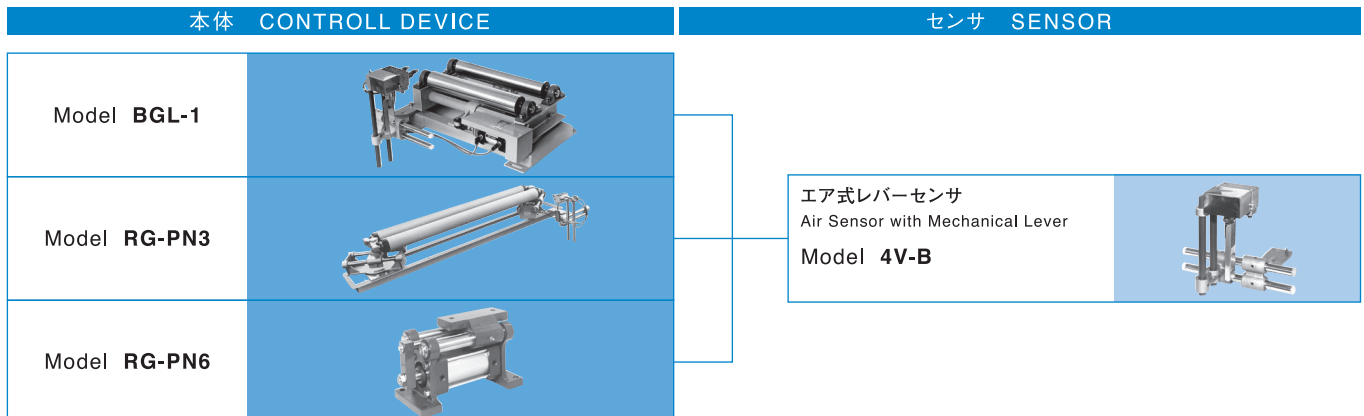 本体 CONTROLL DEVICE
センサ SENSOR
Model BGL-1
Model RG-PN3
Model RG-PN6
エア式レバーセンサ
Air Sensor with Mechanical Lever
Model 4V-B